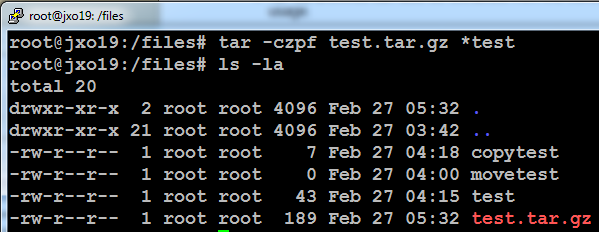 root@jxo19: /files
root@jxo19:/files# tar -czpf test.tar.gz *test
root@jxo19:/files# ls -la
total 20
drwxr-xr-x  2 root root 4096 Feb 27 05:32 .
drwxr-xr-x 21 root root 4096 Feb 27 03:42 ..
-rw-r--r--  1 root root    7 Feb 27 04:18 copytest
-rw-r--r--  1 root root    0 Feb 27 04:00 movetest
-rw-r--r--  1 root root   43 Feb 27 04:15 test
-rw-r--r--  1 root root  189 Feb 27 05:32 test.tar.gz